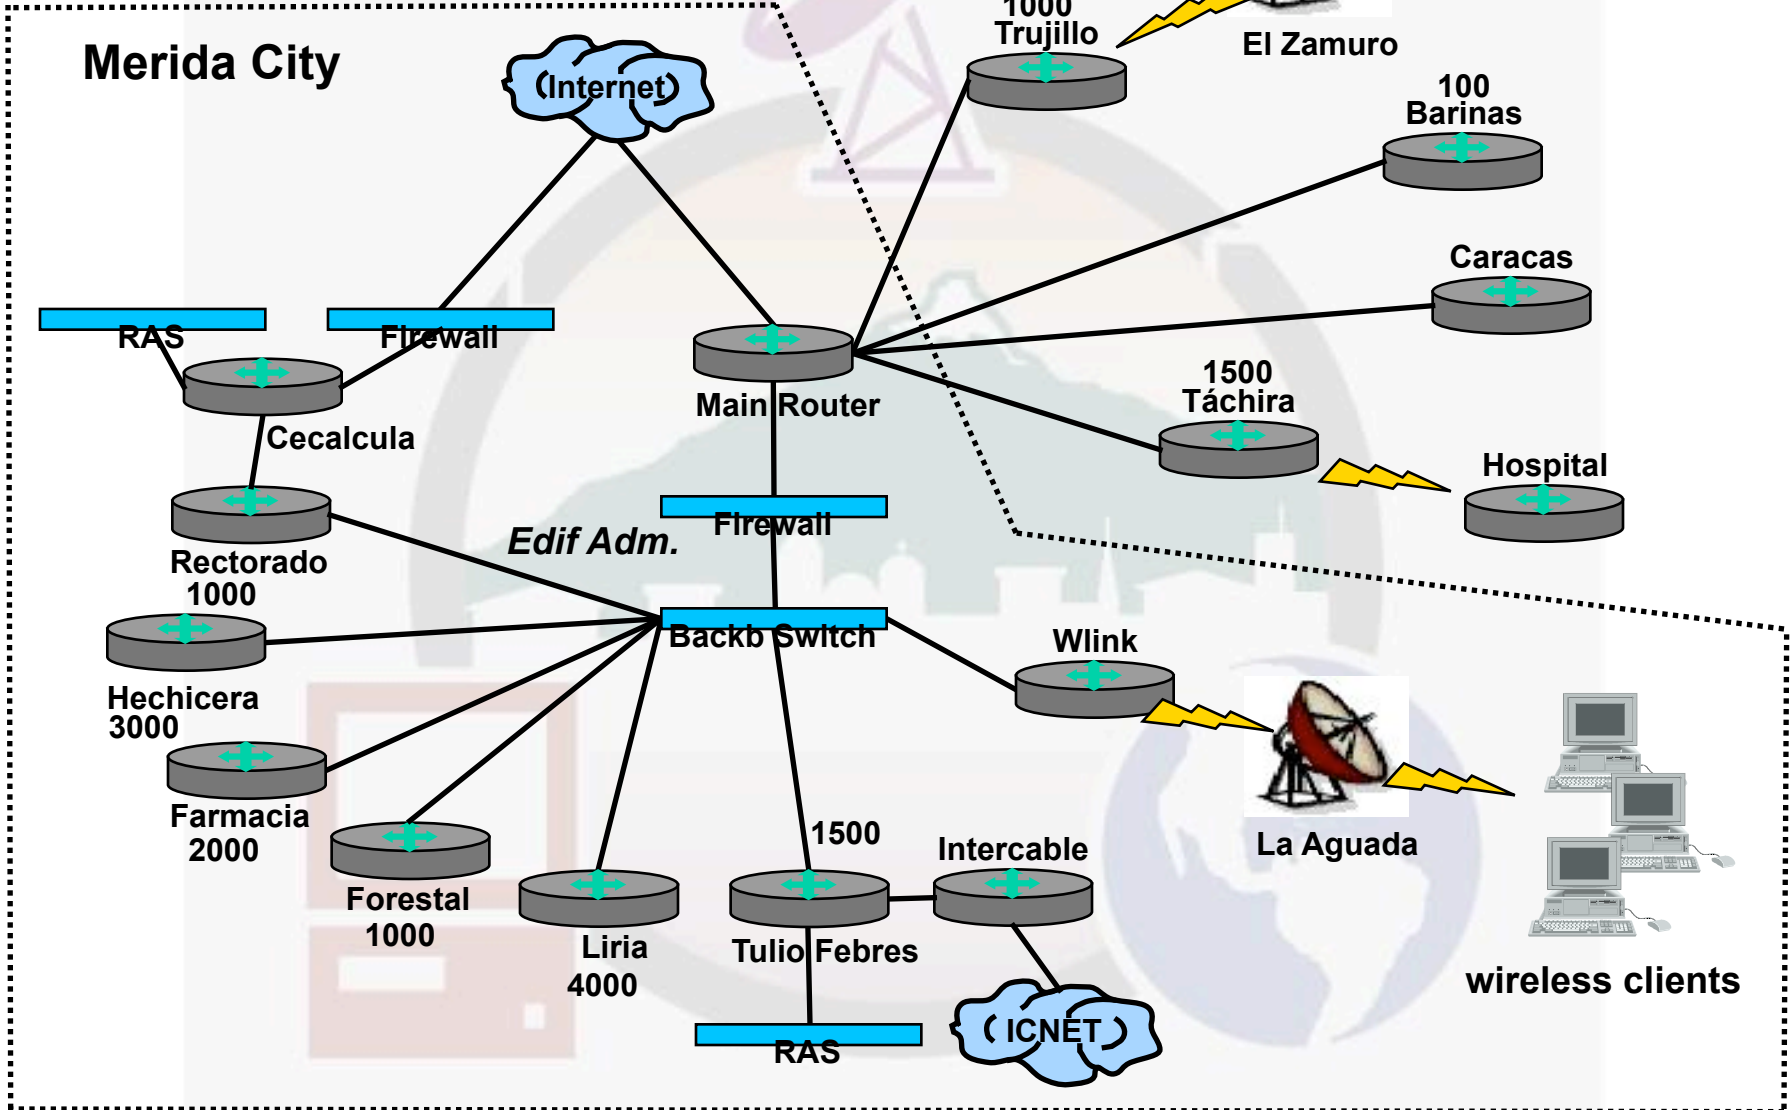 1000
Trujillo
El Zamuro
Merida City
Internet
100
Barinas
Caracas
RAS
Firewall
1500
Táchira
Main Router
Cecalcula
Hospital
Firewall
Edif Adm.
Rectorado
1000
Backb Switch
Wlink
Hechicera
3000
Farmacia
2000
1500
Intercable
La Aguada
Forestal
1000
Liria
4000
Tulio Febres
wireless clients
ICNET
RAS